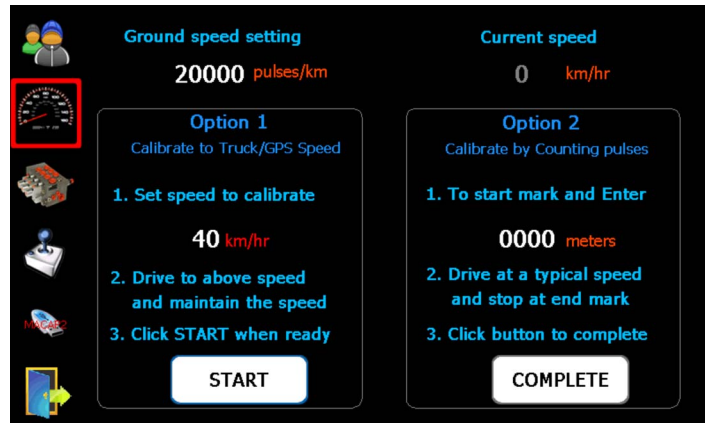 Ground speed setting
Current speed
20000 pulses/km
0 km/hr
Option 1
Calibrate to Truck/GPS Speed
1. Set speed to calibrate
40 km/hr
2. Drive to above speed
and maintain the speed
3. Click START when ready
START
Option 2
Calibrate by Counting pulses
1. To start mark and Enter
0000 meters
2. Drive at a typical speed
and stop at end mark
3. Click button to complete
COMPLETE